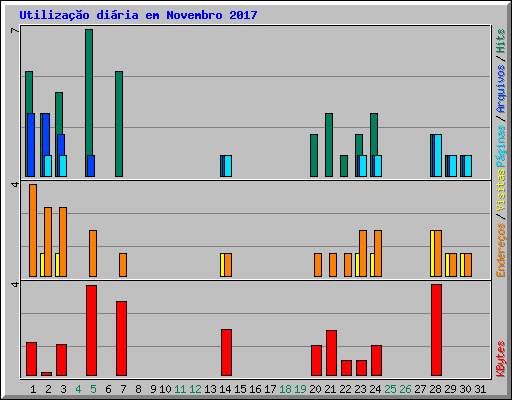 Utilização diária em Novembro 2017
7
4
4
Endereços / Visitas Páginas / Arquivos / Hits
KBytes
1 2 3 4 5 6 7 8 9 10 11 12 13 14 15 16 17 18 19 20 21 22 23 24 25 26 27 28 29 30 31